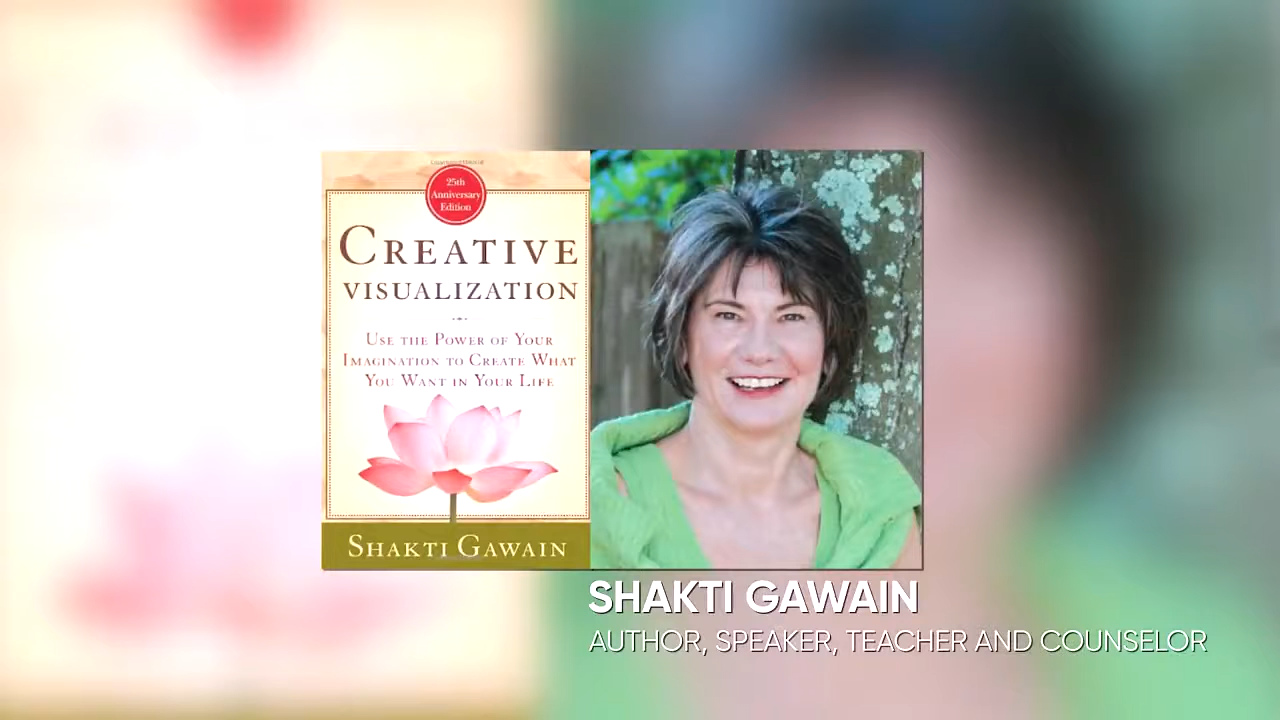 25th
Anniversary
Edition
CREATIVE
VISUALIZATION
USE THE POWER OF YOUR
IMAGINATION TO CREATE WHAT
YOU WANT IN YOUR LIFE
SHAKTI GAWAIN
SHAKTI GAWAIN
AUTHOR, SPEAKER, TEACHER AND COUNSELOR